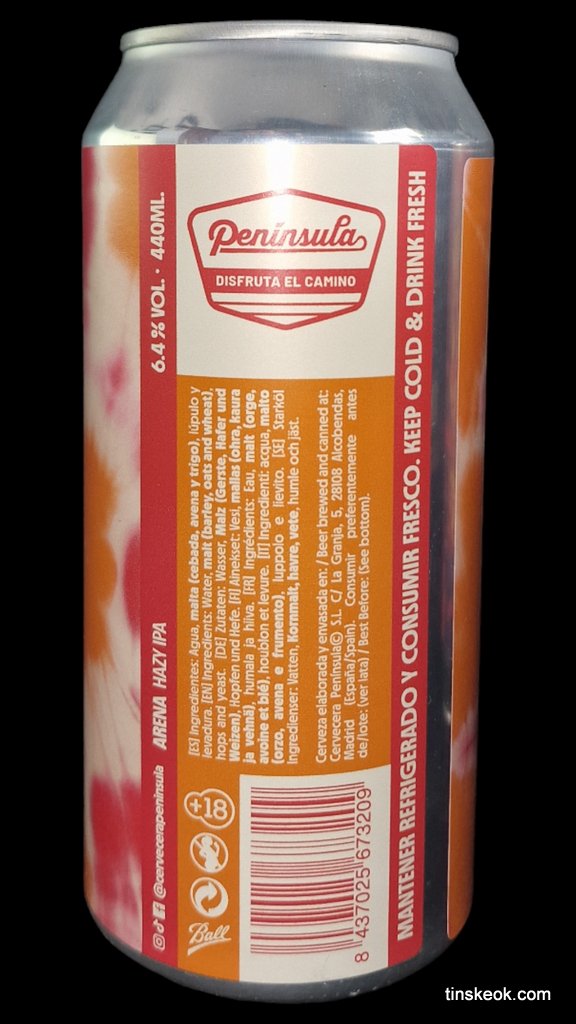 Península
DISFRUTA EL CAMINO
6.4 % VOL. · 440ML.
ARENA HAZY IPA
@cervecerapeninsula
[ES] Ingredientes: Agua, malta (cebada, avena y trigo), lúpulo y
levadura. [EN] Ingredients: Water, malt (barley, oats and wheat),
hops and yeast. [DE] Zutaten: Wasser, Malz (Gerste, Hafer und
Weizen), Hopfen und Hefe. [FI] Ainekset: Vesi, mallas (ohra, kaura
ja vehnä), humala ja hiiva. [FR] Ingrédients: Eau, malt (orge,
avoine et blé), houblon et levure. [IT] Ingredienti: acqua, malto
(orzo, avena e frumento), luppolo e lievito. [SE] Starköl
Ingredienser: Vatten, Kornmalt, havre, vete, humle och jäst.
Cerveza elaborada y envasada en: / Beer brewed and canned at:
Cervecera Península© S.L. C/ La Granja, 5, 28108 Alcobendas,
Madrid (España/Spain). Consumir preferentemente antes
de/lote: (ver lata) / Best Before: (See bottom).
+18
Ball
8 437025 673209
MANTENER REFRIGERADO Y CONSUMIR FRESCO. KEEP COLD & DRINK FRESH
tinskeok.com